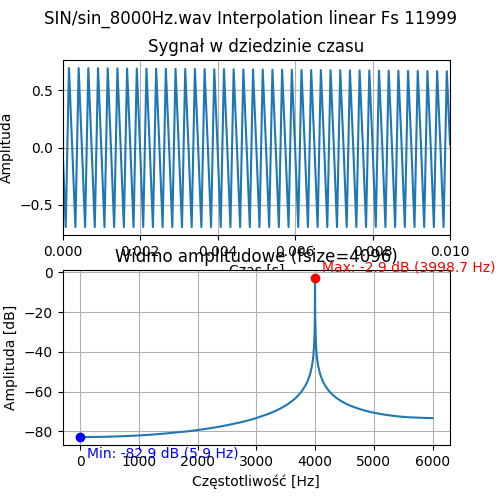 SIN/sin_8000Hz.wav Interpolation linear Fs 11999
Sygnał w dziedzinie czasu
Amplituda
0.5
0.0
−0.5
0.000 0.002 0.004 0.006 0.008 0.010
Czas [s]
Widmo amplitudowe (fsize=4096)
Max: -2.9 dB (3998.7 Hz)
Amplituda [dB]
0
−20
−40
−60
−80
Min: -82.9 dB (5.9 Hz)
0 1000 2000 3000 4000 5000 6000
Częstotliwość [Hz]